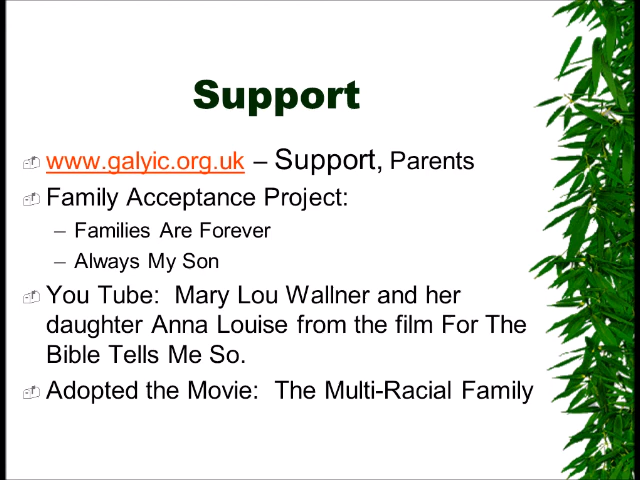 Support
www.galyic.org.uk – Support, Parents
Family Acceptance Project:
– Families Are Forever
– Always My Son
You Tube:  Mary Lou Wallner and her
daughter Anna Louise from the film For The
Bible Tells Me So.
Adopted the Movie:  The Multi-Racial Family